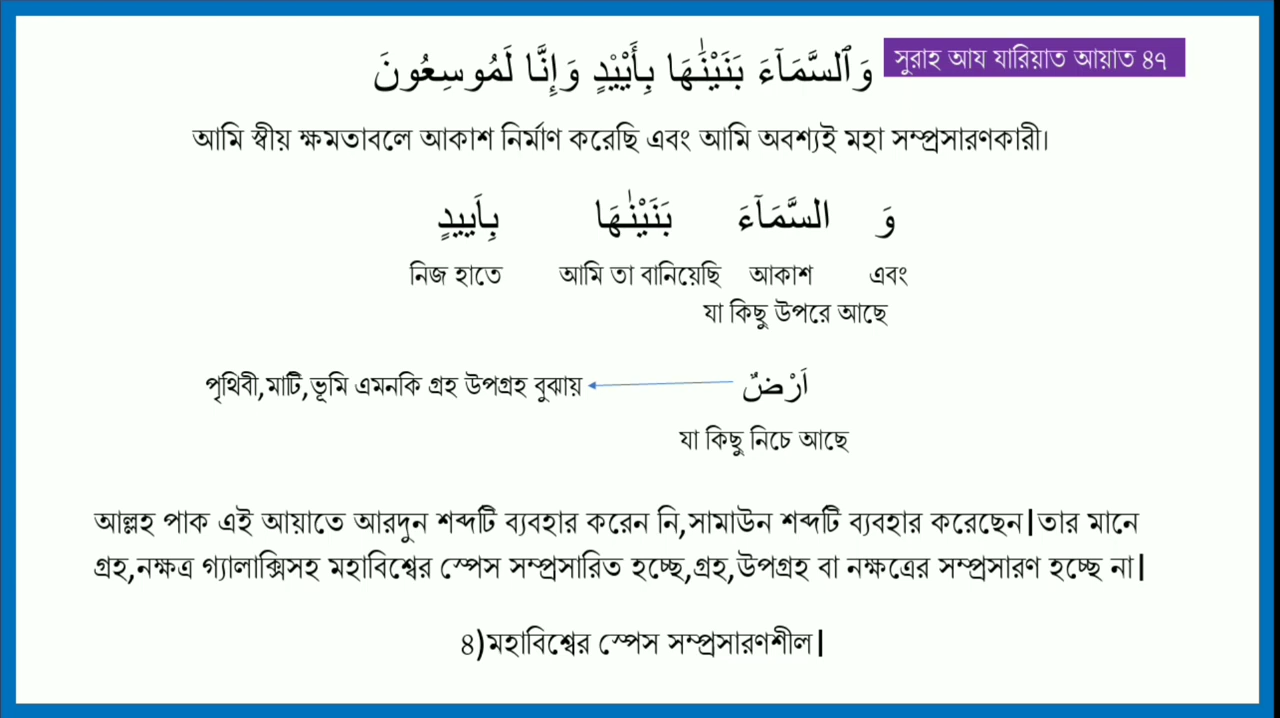 وَٱلسَّمَآءَ بَنَيْنَٰهَا بِأَيْي۟دٍ وَإِنَّا لَمُوسِعُونَ
সুরাহ আয যারিয়াত আয়াত ৪৭
আমি স্বীয় ক্ষমতাবলে আকাশ নির্মাণ করেছি এবং আমি অবশ্যই মহা সম্প্রসারণকারী।
وَ السَّمَآءَ بَنَيْنٰهَا بِاَييدٍ
নিজ হাতে আমি তা বানিয়েছি আকাশ এবং
যা কিছু উপরে আছে
পৃথিবী,মাটি,ভূমি এমনকি গ্রহ উপগ্রহ বুঝায় اَرْضٌ
যা কিছু নিচে আছে
আল্লহ পাক এই আয়াতে আরদুন শব্দটি ব্যবহার করেন নি,সামাউন শব্দটি ব্যবহার করেছেন|তার মানে
গ্রহ,নক্ষত্র গ্যালাক্সিসহ মহাবিশ্বের স্পেস সম্প্রসারিত হচ্ছে,গ্রহ,উপগ্রহ বা নক্ষত্রের সম্প্রসারণ হচ্ছে না|
৪)মহাবিশ্বের স্পেস সম্প্রসারণশীল|